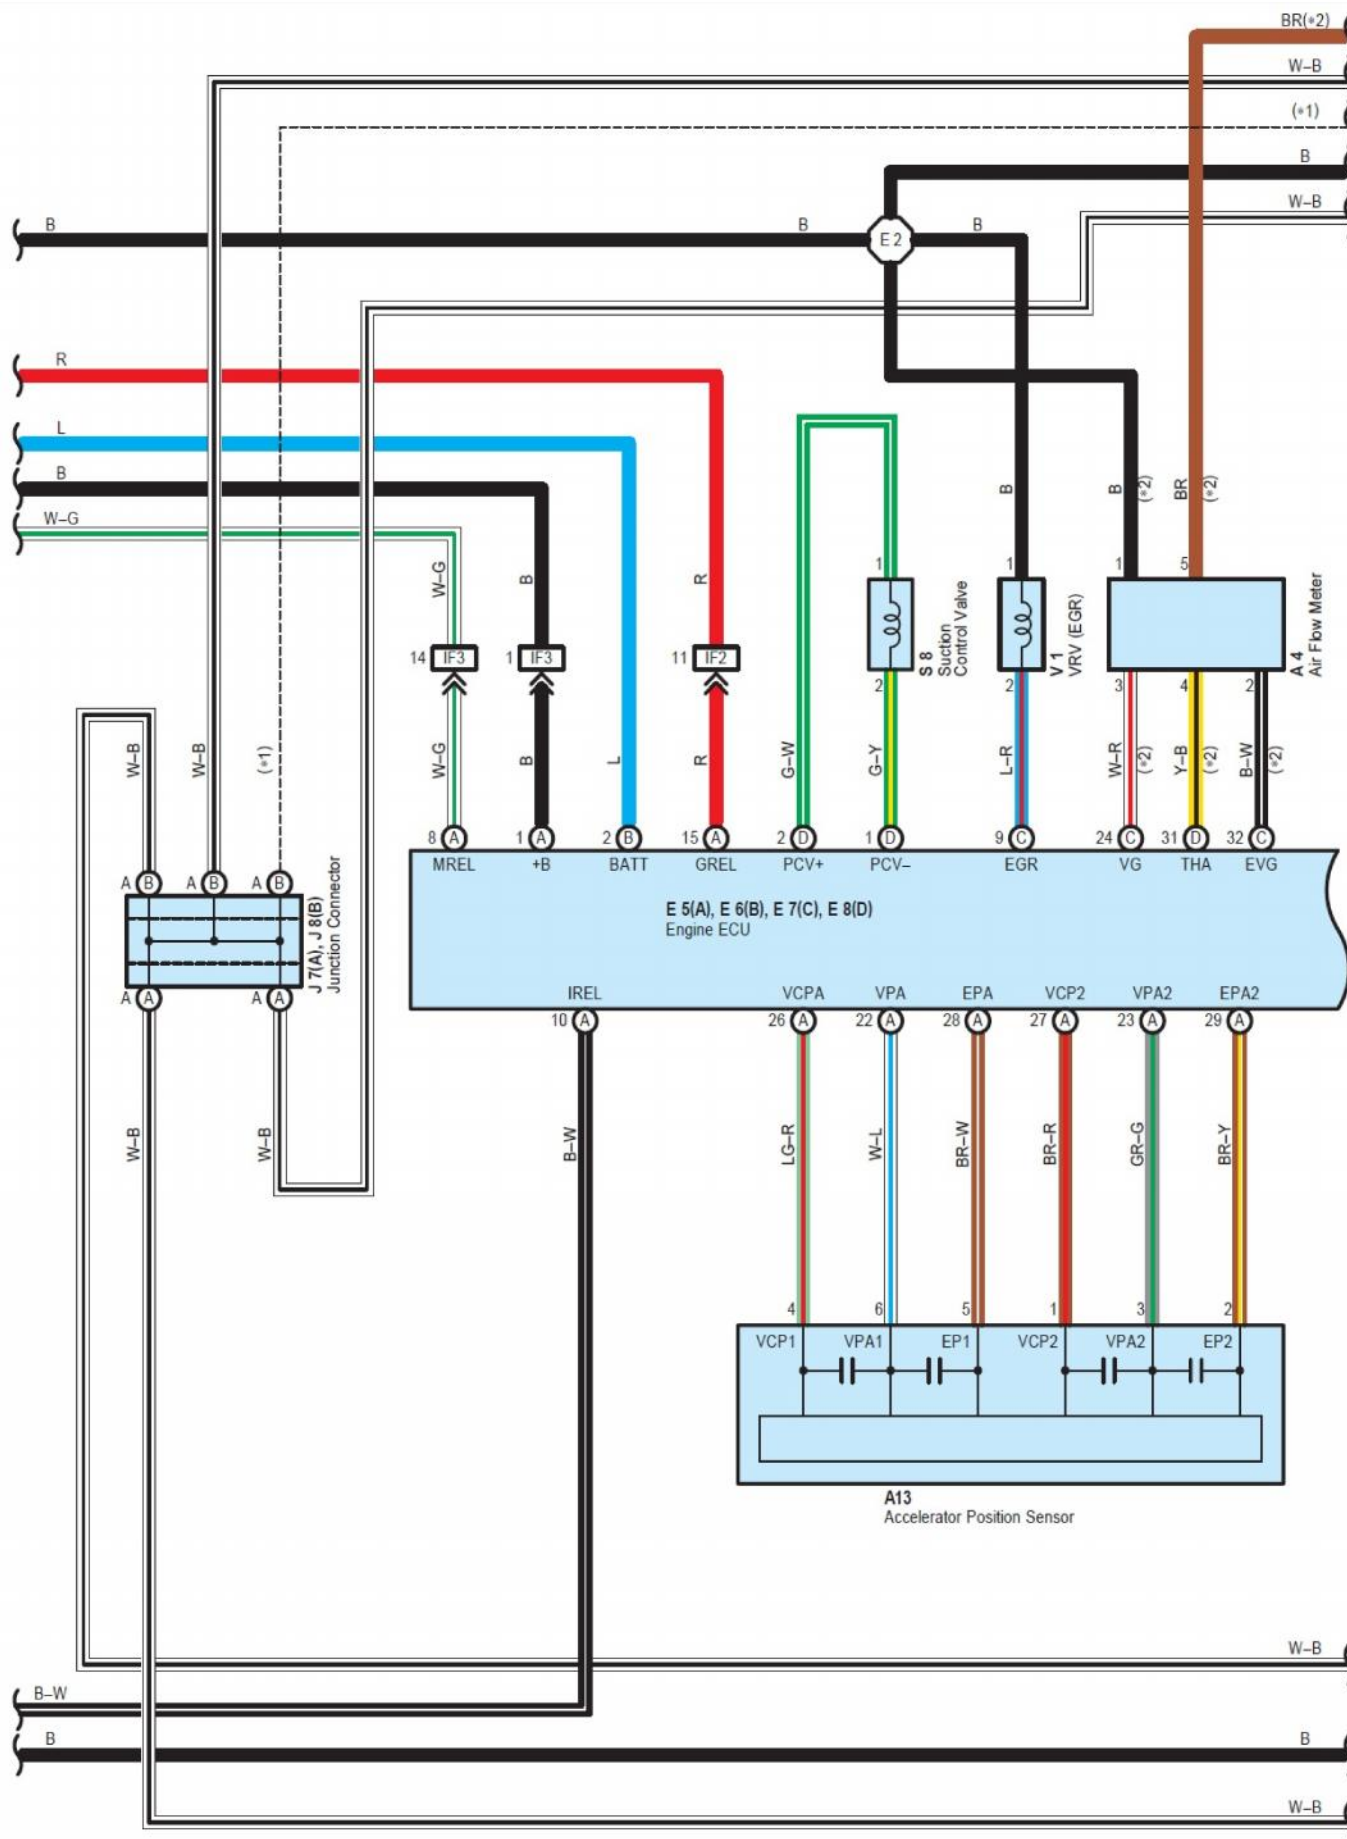 BR(∗2)
W–B
(∗1)
B
W–B
B
B
B
E 2
R
L
B
W–G
B
B
(∗2)
BR
(∗2)
W–G
B
R
1
1
1
5
14
IF3
1
IF3
11
IF2
2
S 8
Suction
Control Valve
2
V 1
VRV (EGR)
3
4
2
A 4
Air Flow Meter
W–B
W–B
(∗1)
W–G
B
L
R
G–W
G–Y
L–R
W–R
(∗2)
Y–B
(∗2)
B–W
(∗2)
8 A
1 A
2 B
15 A
2 D
1 D
9 C
24 C
31 D
32 C
MREL
+B
BATT
GREL
PCV+
PCV–
EGR
VG
THA
EVG
A B
A B
A B
J 7(A), J 8(B)
Junction Connector
E 5(A), E 6(B), E 7(C), E 8(D)
Engine ECU
A A
A A
IREL
VCPA
VPA
EPA
VCP2
VPA2
EPA2
10 A
26 A
22 A
28 A
27 A
23 A
29 A
W–B
W–B
B–W
LG–R
W–L
BR–W
BR–R
GR–G
BR–Y
4
6
5
1
3
2
VCP1
VPA1
EP1
VCP2
VPA2
EP2
A13
Accelerator Position Sensor
W–B
B–W
B
B
W–B